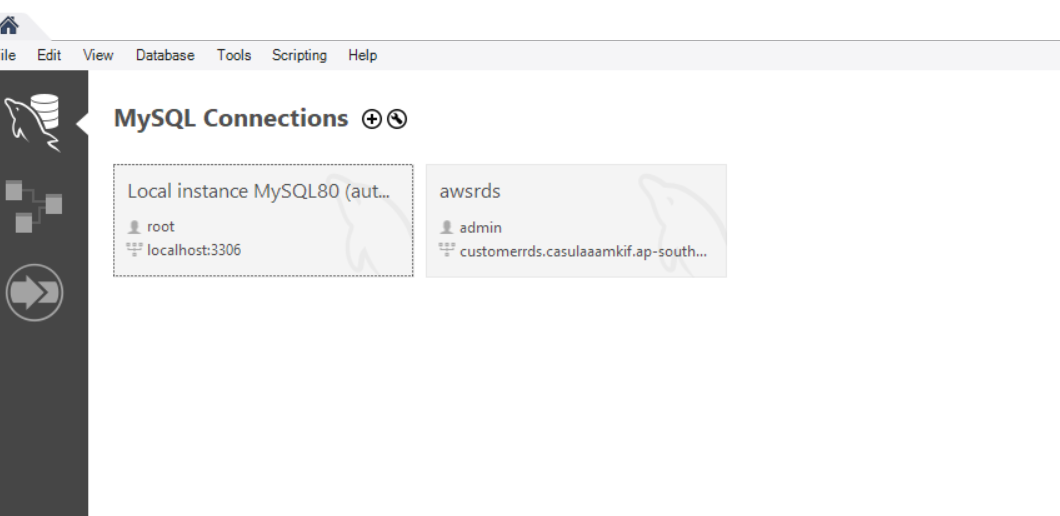 ile Edit View Database Tools Scripting Help
MySQL Connections
Local instance MySQL80 (aut...
root
localhost:3306
awsrds
admin
customerrds.casulaaamkif.ap-south...